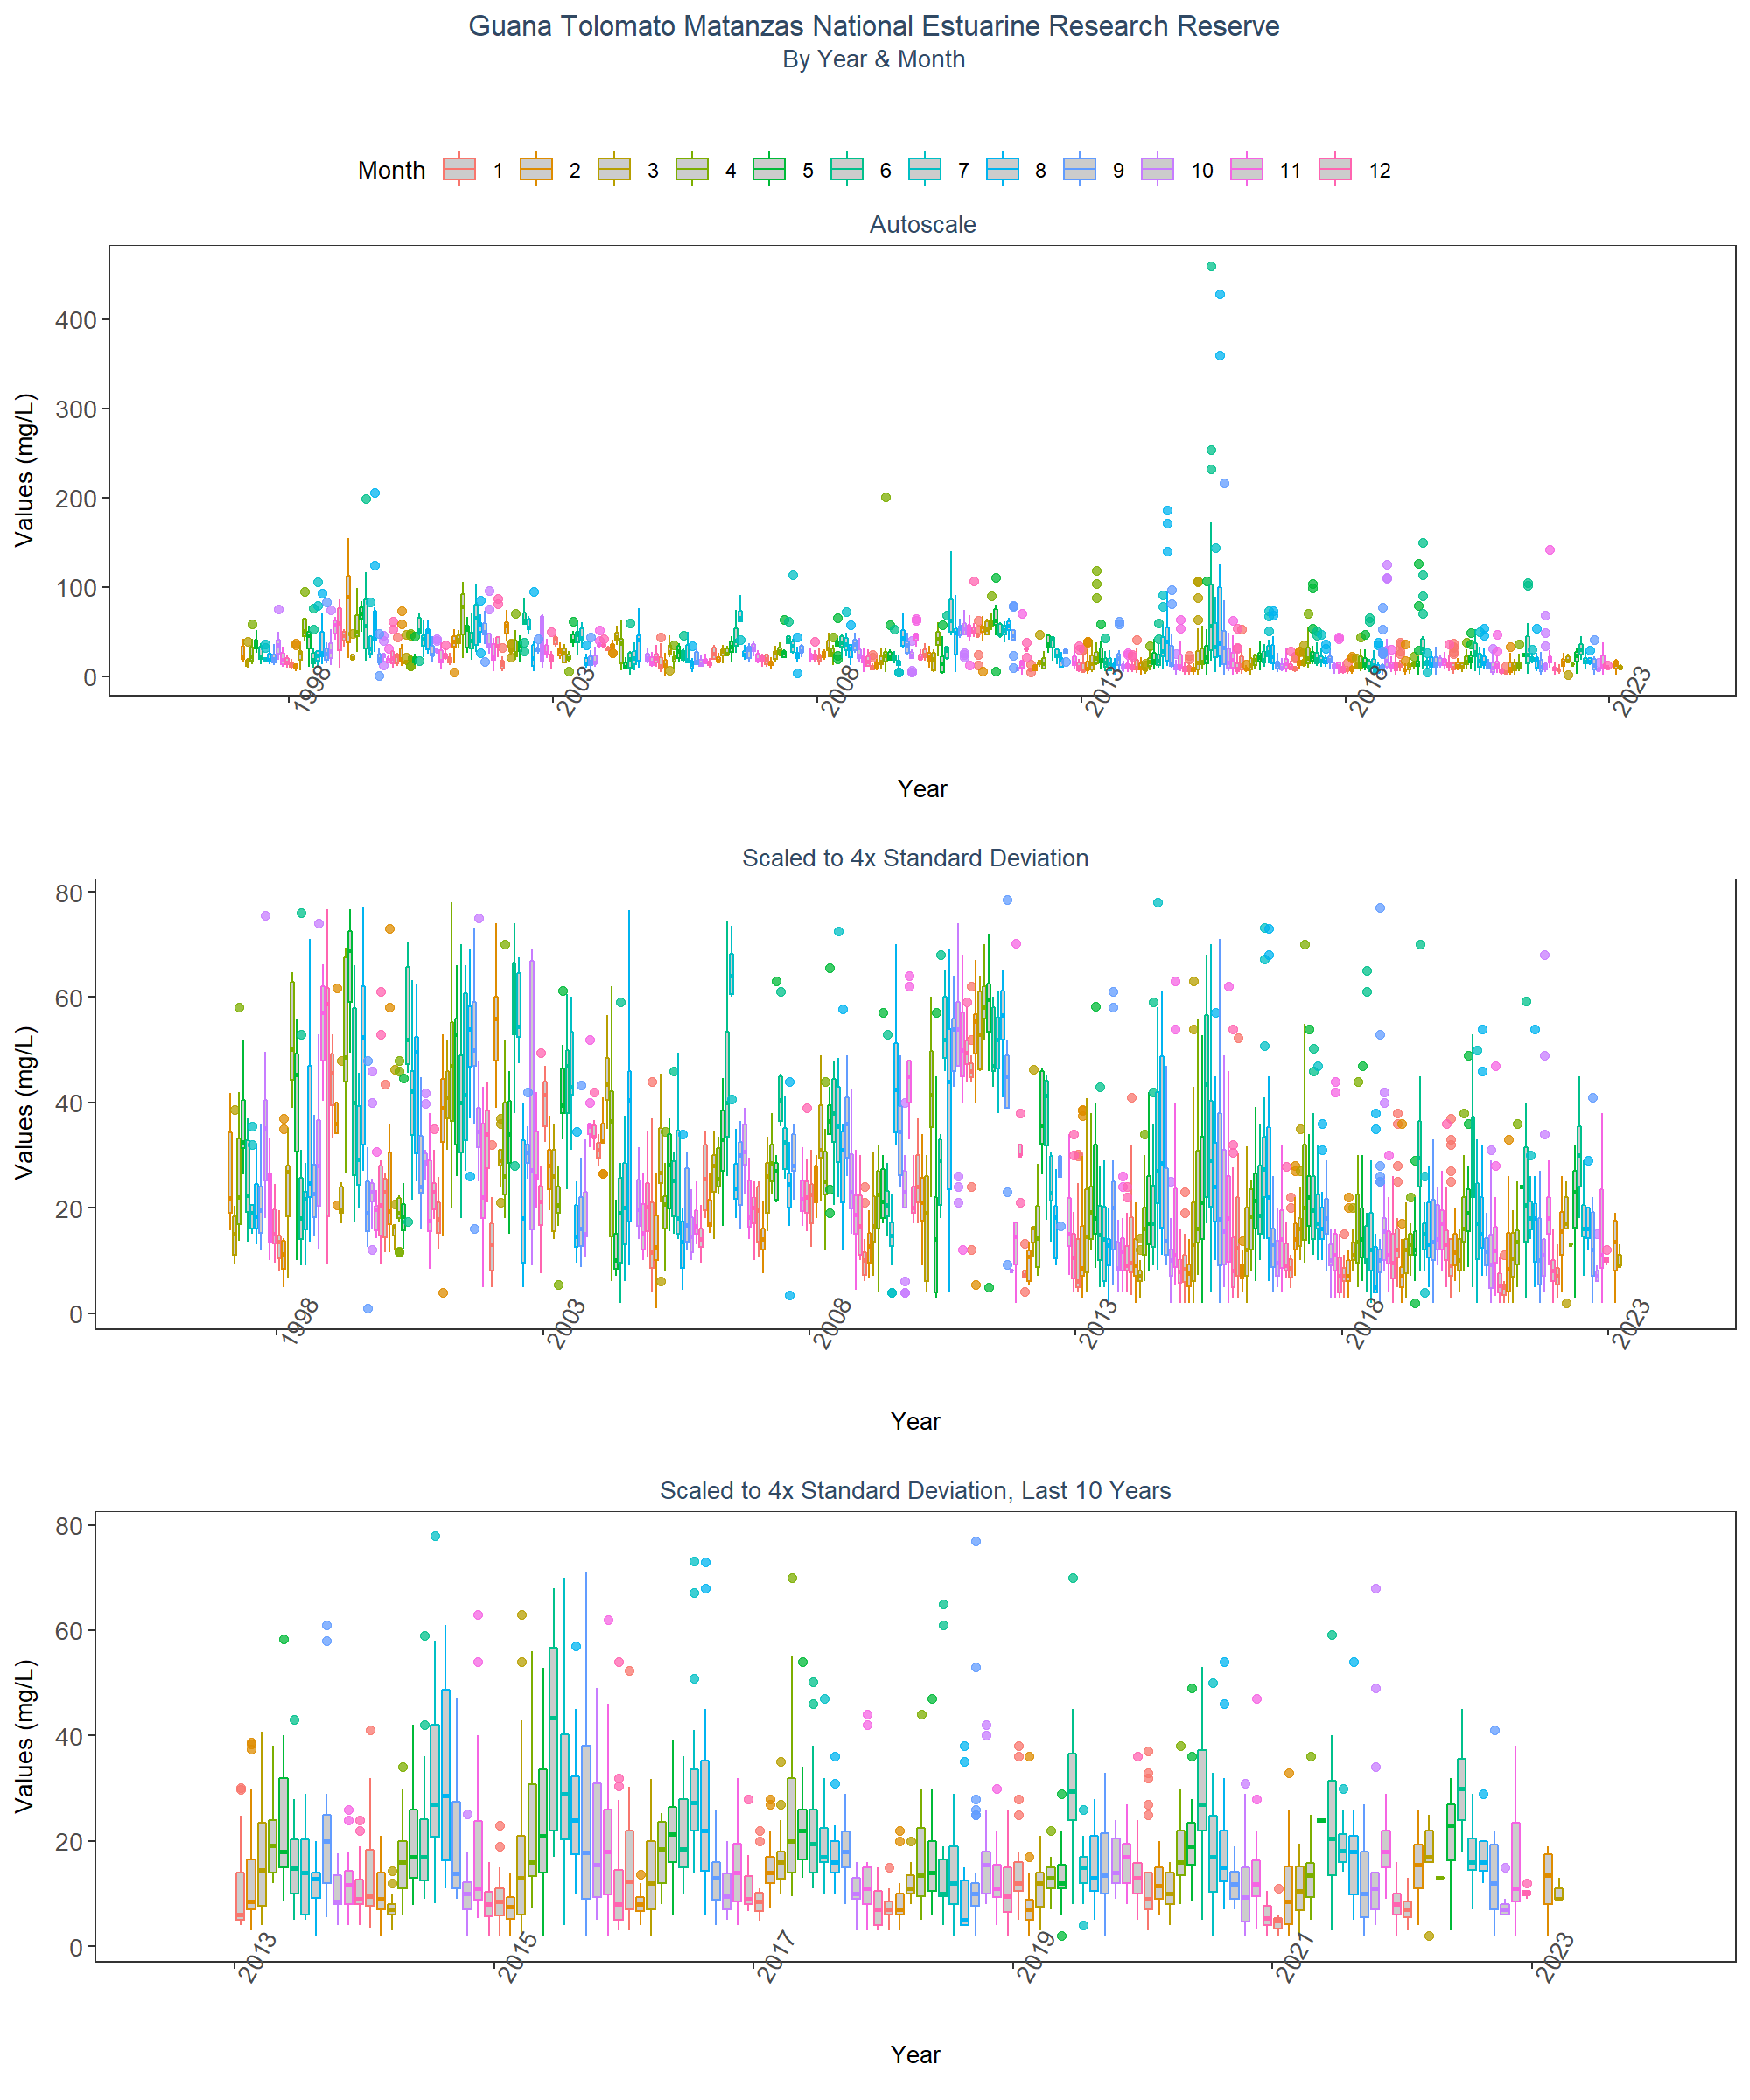 Guana Tolomato Matanzas National Estuarine Research Reserve
By Year & Month
Month 1 2 3 4 5 6 7 8 9 10 11 12
Autoscale
Values (mg/L)
400
300
200
100
0
1998 2003 2008 2013 2018 2023
Year
Scaled to 4x Standard Deviation
Values (mg/L)
80
60
40
20
0
1998 2003 2008 2013 2018 2023
Year
Scaled to 4x Standard Deviation, Last 10 Years
Values (mg/L)
80
60
40
20
0
2013 2015 2017 2019 2021 2023
Year